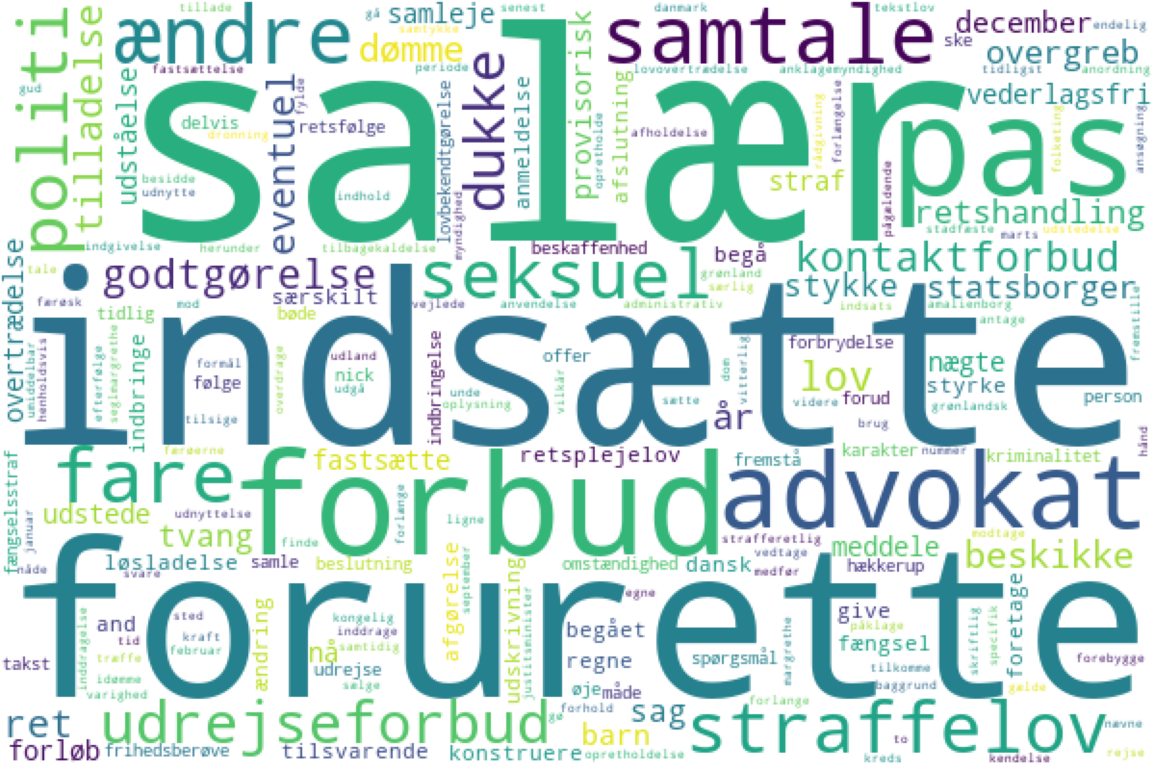 tillade
gå
samleje
senest
danmark
tekstlov
december
endelig
ændre
samtykke
dømme
samtale
ske
overgreb
politi
tilladelse
fastsættelse
periode
lovovertrædelse
anklagemyndighed
tidligst
anordning
gud
udståelse
eventuel
fylde
dukke
salær
provisorisk
vederlagsfri
delvis
dronning
retsfølge
lovbekendtgørelse
anmeldelse
opretholde
afslutning
afholdelse
rådgivning
forlængelse
pas
folketing
ansøgning
besidde
udnytte
indhold
myndighed
straf
pågældende
retshandling
stadfæste
marts
udstedelse
indgivelse
herunder
tilbagekaldelse
beskaffenhed
begå
kontaktforbud
overtrædelse
tale
godtgørelse
seksuel
grønland
særlig
stykke
statsborger
færøsk
mod
særskilt
vejlede
anvendelse
administrativ
indsats
amalienborg
tidlig
bøde
antage
fremstille
indsætte
umiddelbar
henholdsvis
efterfølge
seglmargrethe
indbringe
formål
følge
tilsige
overdrage
udland
nick
udgå
indbringelse
unde
oplysning
offer
vilkår
sætte
dom
vitterlig
forbrydelse
lov
videre
forud
nægte
styrke
grønlandsk
person
færøerne
år
brug
hånd
fare
fastsætte
forbud
retsplejelov
fremstå
karakter
nummer
kriminalitet
advokat
fængselsstraf
januar
udstede
udnyttelse
tvang
finde
forlænge
ligne
strafferetlig
vedtage
meddele
modtage
beskikke
nåde
løsladelse
svare
samle
beslutning
omstændighed
dansk
medfør
hækkerup
forurette
inddragelse
and
tid
træffe
idømme
varighed
sted
kraft
februar
ændring
kongelig
inddrage
samtidig
nå
udrejse
sælge
afgørelse
september
udskrivning
justitsminister
begået
regne
regne
spørgsmål
margrethe
give
påklage
fængsel
tilkomme
baggrund
skriftlig
specifik
foretage
forebygge
takst
øje
måde
forlange
gælde
ret
udrejseforbud
gø
forhold
sag
straffelov
nævne
forløb
frihedsberøve
tilsvarende
konstruere
barn
opretholdelse
kreds
to
kendelse
rejse